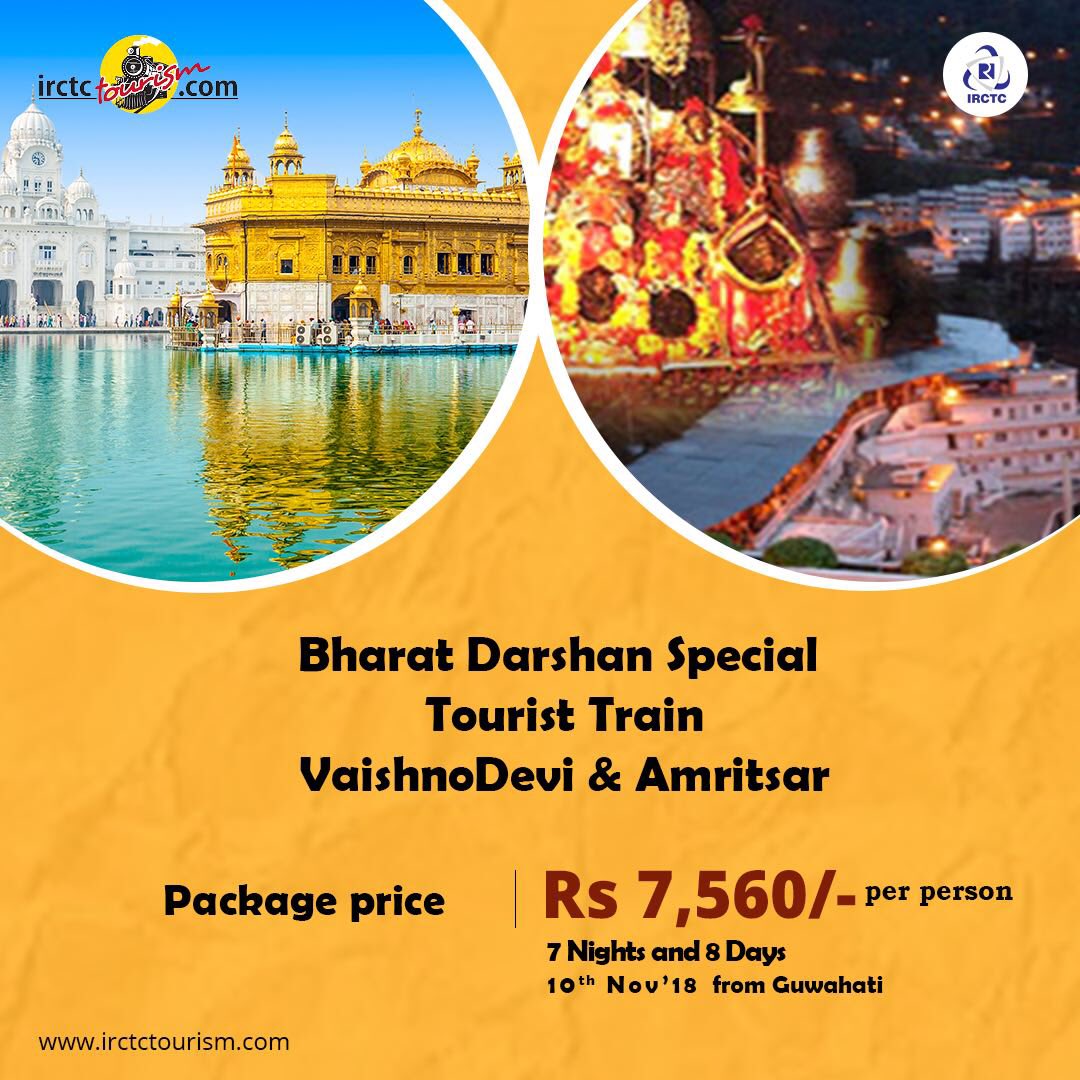 irctctourism.com
IRCTC
Bharat Darshan Special
Tourist Train
VaishnoDevi & Amritsar
Package price
Rs 7,560/- per person
7 Nights and 8 Days
10th Nov'18 from Guwahati
www.irctctourism.com